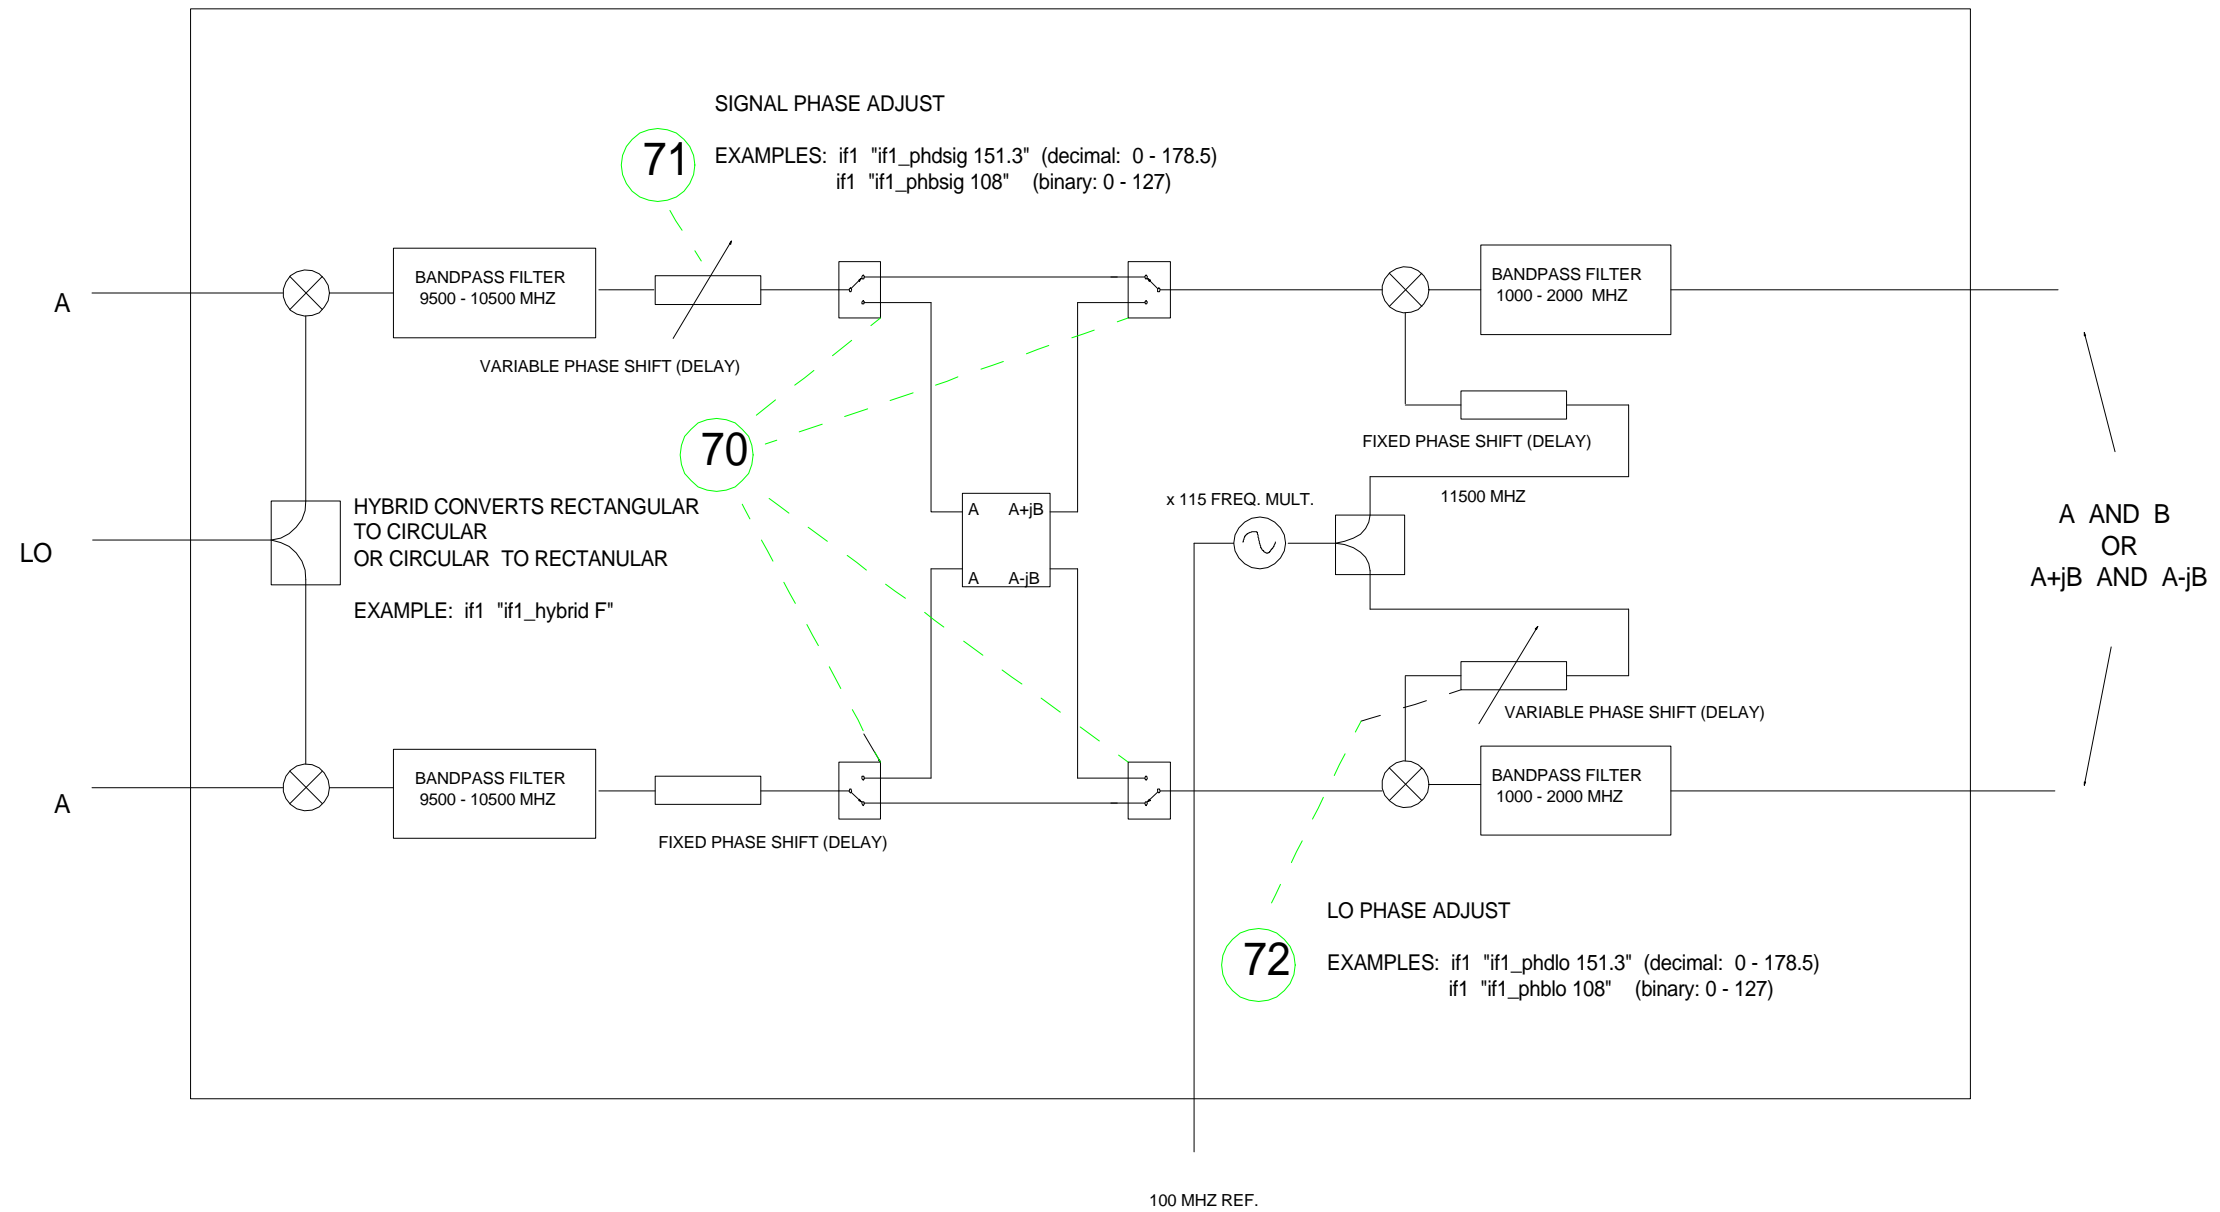 SIGNAL PHASE ADJUST
71
EXAMPLES: if1 "if1_phdsig 151.3" (decimal: 0 - 178.5)
if1 "if1_phbsig 108" (binary: 0 - 127)
A
BANDPASS FILTER
9500 - 10500 MHZ
BANDPASS FILTER
1000 - 2000 MHZ
VARIABLE PHASE SHIFT (DELAY)
70
FIXED PHASE SHIFT (DELAY)
x 115 FREQ. MULT.
11500 MHZ
LO
HYBRID CONVERTS RECTANGULAR
TO CIRCULAR
OR CIRCULAR TO RECTANULAR
EXAMPLE: if1 "if1_hybrid F"
A A+jB
A A-jB
A AND B
OR
A+jB AND A-jB
VARIABLE PHASE SHIFT (DELAY)
A
BANDPASS FILTER
9500 - 10500 MHZ
BANDPASS FILTER
1000 - 2000 MHZ
FIXED PHASE SHIFT (DELAY)
LO PHASE ADJUST
72
EXAMPLES: if1 "if1_phdlo 151.3" (decimal: 0 - 178.5)
if1 "if1_phblo 108" (binary: 0 - 127)
100 MHZ REF.